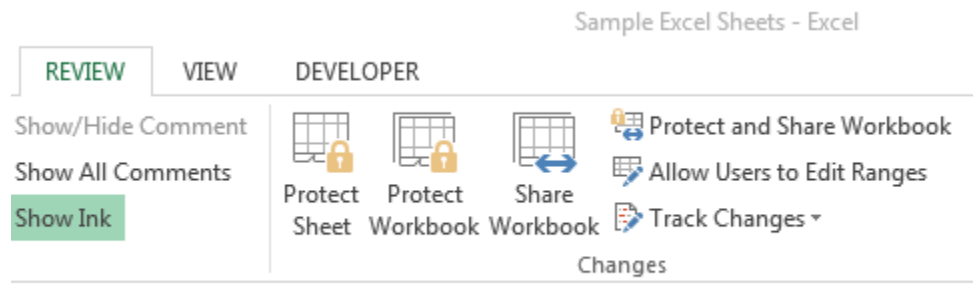 Sample Excel Sheets - Excel
REVIEW VIEW DEVELOPER
Show/Hide Comment
Show All Comments
Show Ink
Protect
Sheet
Protect
Workbook
Share
Workbook
Protect and Share Workbook
Allow Users to Edit Ranges
Track Changes
Changes